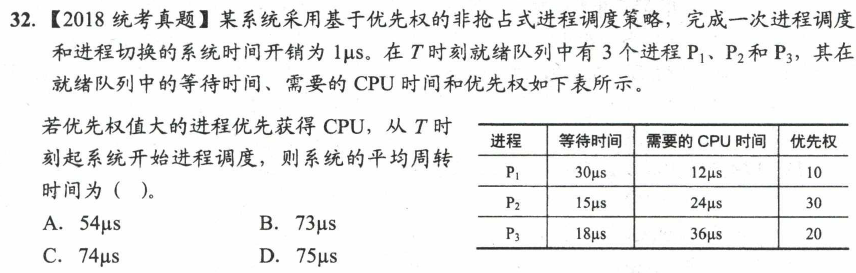 32. 【2018 统考真题】某系统采用基于优先权的非抢占式进程调度策略，完成一次进程调度
和进程切换的系统时间开销为 1μs。在 T 时刻就绪队列中有 3 个进程 P₁、P₂和 P₃，其在
就绪队列中的等待时间、需要的 CPU 时间和优先权如下表所示。
若优先权值大的进程优先获得 CPU，从 T 时
刻起系统开始进程调度，则系统的平均周转
时间为（ ）。
A. 54μs B. 73μs
C. 74μs D. 75μs
进程 等待时间 需要的 CPU 时间 优先权
P₁ 30μs 12μs 10
P₂ 15μs 24μs 30
P₃ 18μs 36μs 20